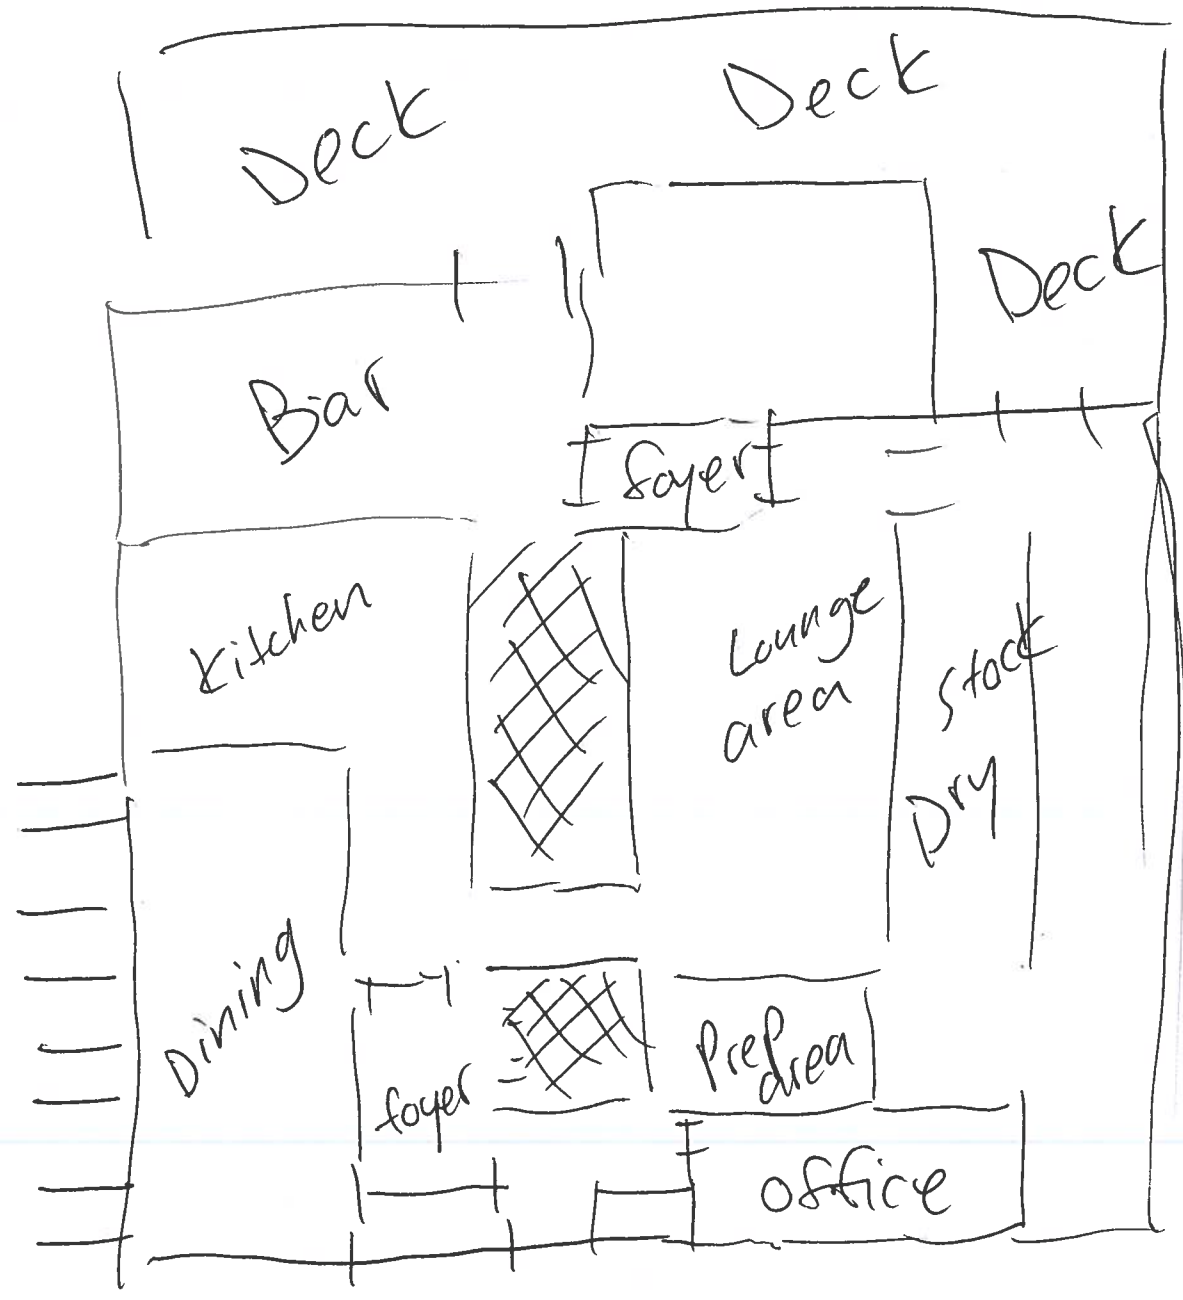 Deck
Deck
Deck
Bar
foyer
Kitchen
Lounge
area
Stock
Dry
Dining
foyer
Prep
area
office